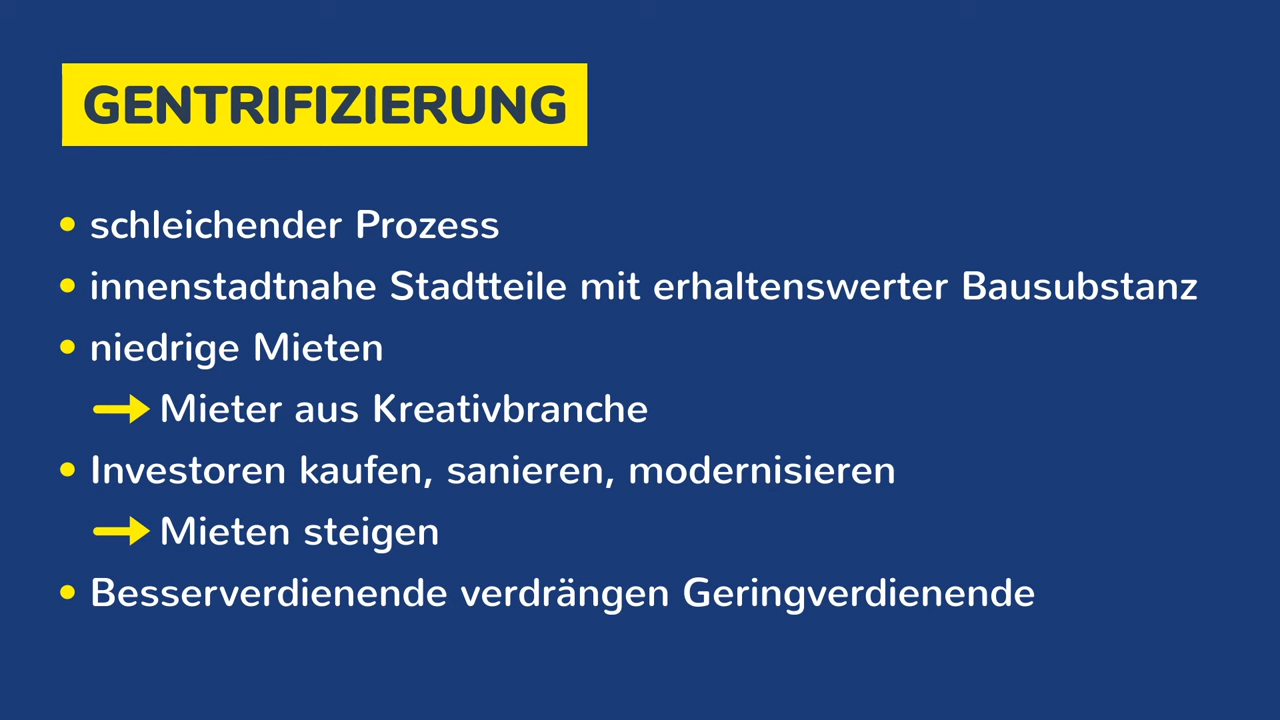 GENTRIFIZIERUNG
• schleichender Prozess
• innenstadtnahe Stadtteile mit erhaltenswerter Bausubstanz
• niedrige Mieten
→ Mieter aus Kreativbranche
• Investoren kaufen, sanieren, modernisieren
→ Mieten steigen
• Besserverdienende verdrängen Geringverdienende